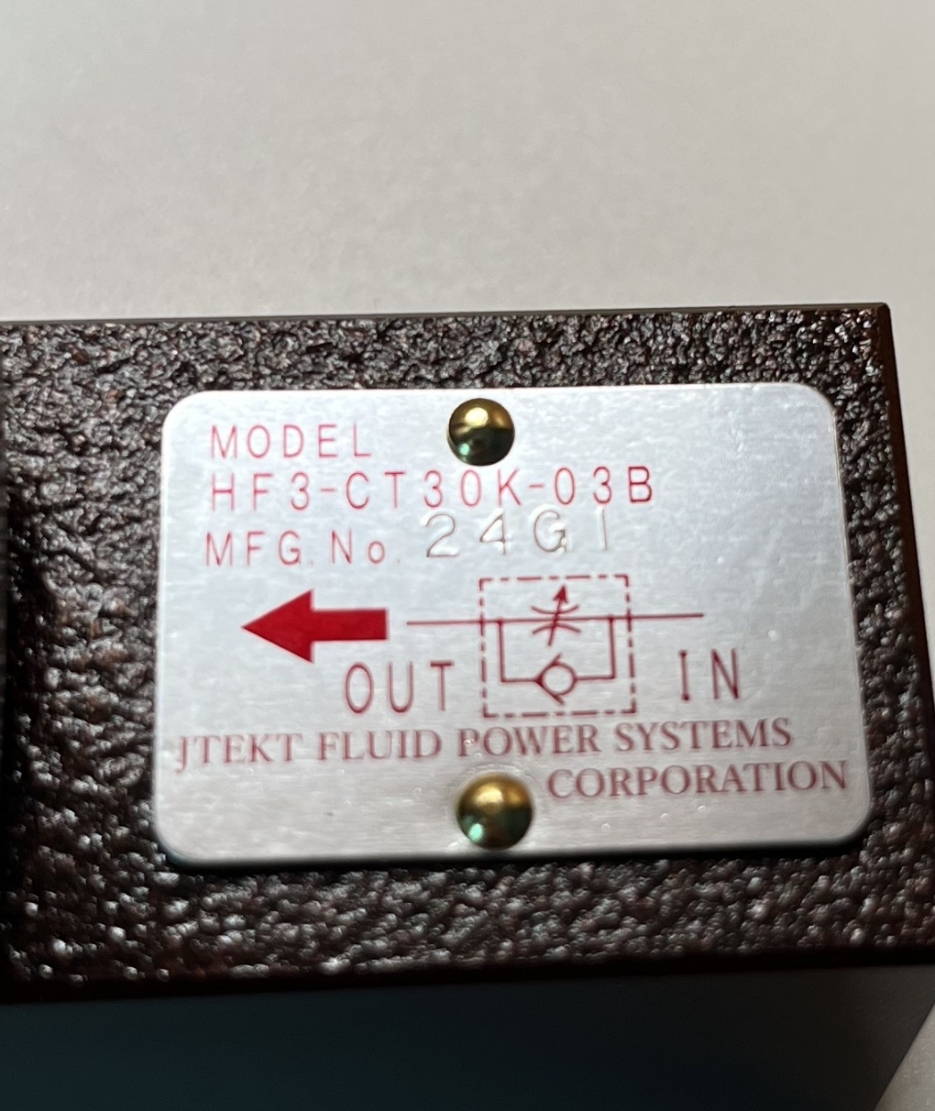 MODEL
HF3-CT30K-03B
MFG. No. 24G1
OUT IN
JTEKT FLUID POWER SYSTEMS
CORPORATION